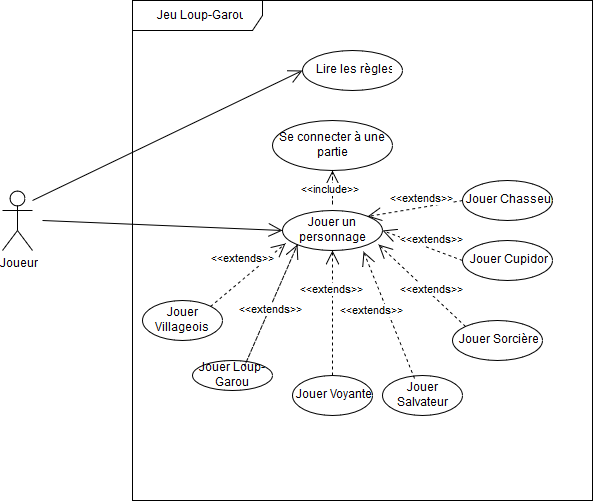 Jeu Loup-Garou
Lire les règles
Se connecter à une
partie
<<include>>
<<extends>>
Jouer Chasseu
Jouer un
personnage
Joueur
<<extends>>
<<extends>>
Jouer Cupidor
<<extends>>
<<extends>>
<<extends>>
<<extends>>
Jouer
Villageois
Jouer Sorcière
Jouer Loup-
Garou
Jouer Voyante
Jouer
Salvateur